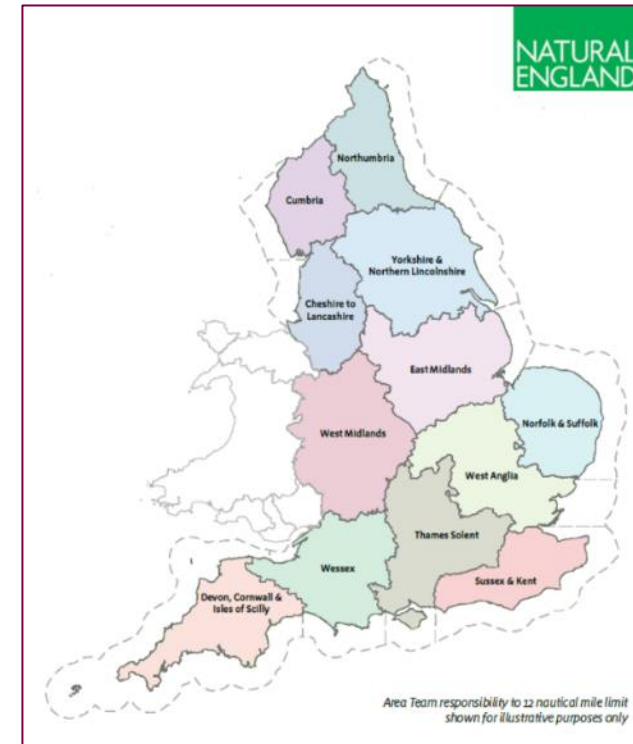 NATURAL
ENGLAND
Northumbria
Cumbria
Yorkshire &
Northern Lincolnshire
Cheshire to
Lancashire
East Midlands
Norfolk & Suffolk
West Midlands
West Anglia
Thames Solent
Wessex
Sussex & Kent
Devon, Cornwall &
Isles of Scilly
Area Team responsibility to 12 nautical mile limit
shown for illustrative purposes only